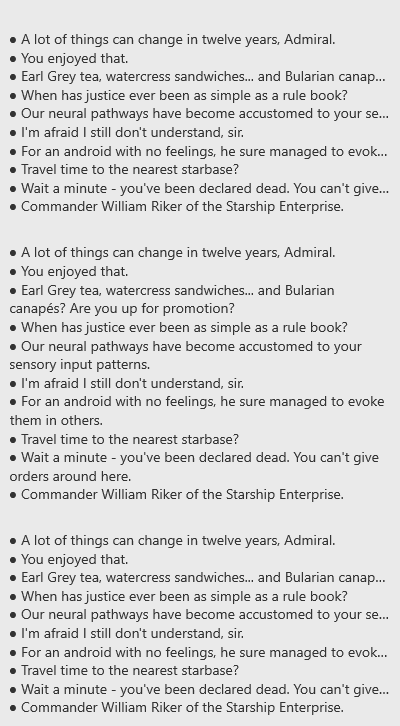 ● A lot of things can change in twelve years, Admiral.
● You enjoyed that.
● Earl Grey tea, watercress sandwiches... and Bularian canap...
● When has justice ever been as simple as a rule book?
● Our neural pathways have become accustomed to your se...
● I'm afraid I still don't understand, sir.
● For an android with no feelings, he sure managed to evok...
● Travel time to the nearest starbase?
● Wait a minute - you've been declared dead. You can't give...
● Commander William Riker of the Starship Enterprise.
● A lot of things can change in twelve years, Admiral.
● You enjoyed that.
● Earl Grey tea, watercress sandwiches... and Bularian
canapés? Are you up for promotion?
● When has justice ever been as simple as a rule book?
● Our neural pathways have become accustomed to your
sensory input patterns.
● I'm afraid I still don't understand, sir.
● For an android with no feelings, he sure managed to evoke
them in others.
● Travel time to the nearest starbase?
● Wait a minute - you've been declared dead. You can't give
orders around here.
● Commander William Riker of the Starship Enterprise.
● A lot of things can change in twelve years, Admiral.
● You enjoyed that.
● Earl Grey tea, watercress sandwiches... and Bularian canap...
● When has justice ever been as simple as a rule book?
● Our neural pathways have become accustomed to your se...
● I'm afraid I still don't understand, sir.
● For an android with no feelings, he sure managed to evok...
● Travel time to the nearest starbase?
● Wait a minute - you've been declared dead. You can't give...
● Commander William Riker of the Starship Enterprise.